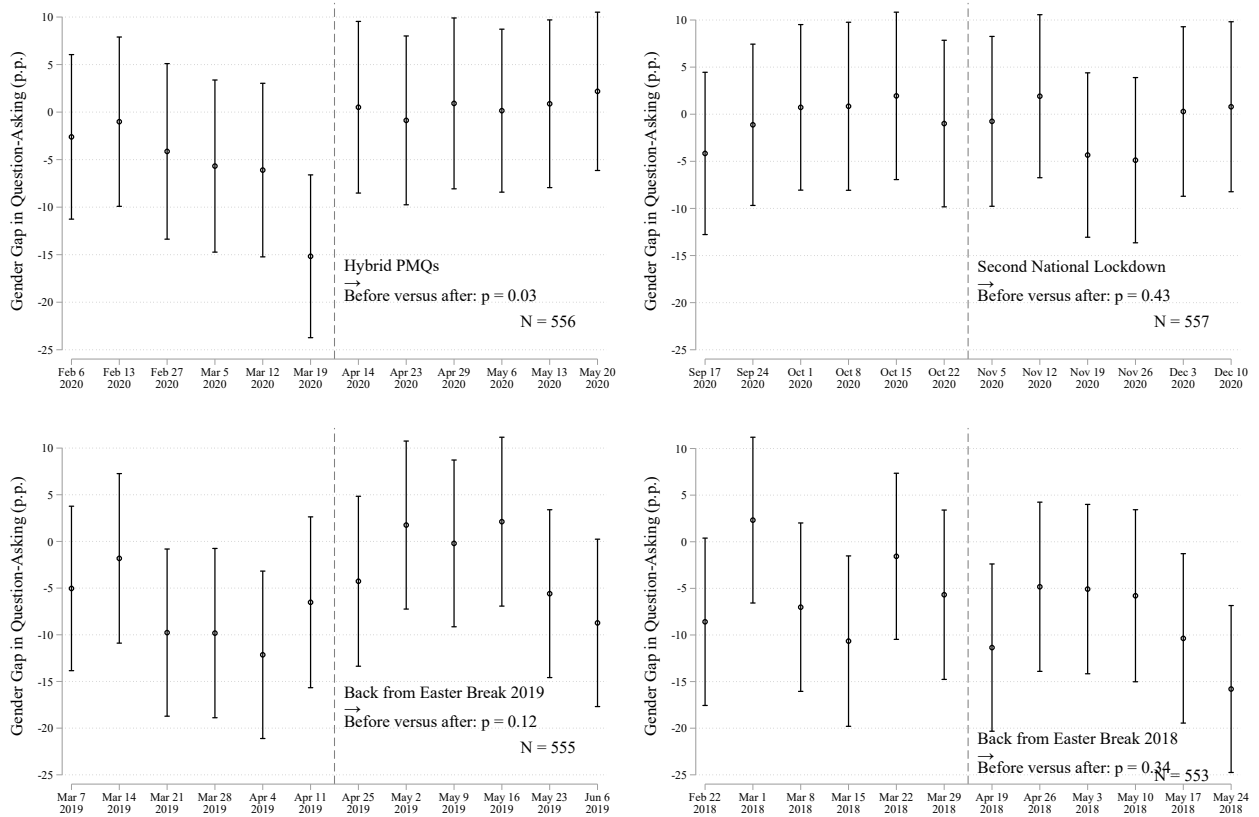 Gender Gap in Question-Asking (p.p.)
10
5
0
-5
-10
-15
-20
-25
Hybrid PMQs
→
Before versus after: p = 0.03
N = 556
Feb 6 Feb 13 Feb 27 Mar 5 Mar 12 Mar 19 Apr 14 Apr 23 Apr 29 May 6 May 13 May 20
2020 2020 2020 2020 2020 2020 2020 2020 2020 2020 2020 2020
Gender Gap in Question-Asking (p.p.)
10
5
0
-5
-10
-15
-20
-25
Second National Lockdown
→
Before versus after: p = 0.43
N = 557
Sep 17 Sep 24 Oct 1 Oct 8 Oct 15 Oct 22 Nov 5 Nov 12 Nov 19 Nov 26 Dec 3 Dec 10
2020 2020 2020 2020 2020 2020 2020 2020 2020 2020 2020 2020
Gender Gap in Question-Asking (p.p.)
10
5
0
-5
-10
-15
-20
-25
Back from Easter Break 2019
→
Before versus after: p = 0.12
N = 555
Mar 7 Mar 14 Mar 21 Mar 28 Apr 4 Apr 11 Apr 25 May 2 May 9 May 16 May 23 Jun 6
2019 2019 2019 2019 2019 2019 2019 2019 2019 2019 2019 2019
Gender Gap in Question-Asking (p.p.)
10
5
0
-5
-10
-15
-20
-25
Back from Easter Break 2018
→
Before versus after: p = 0.34
N = 553
Feb 22 Mar 1 Mar 8 Mar 15 Mar 22 Mar 29 Apr 19 Apr 26 May 3 May 10 May 17 May 24
2018 2018 2018 2018 2018 2018 2018 2018 2018 2018 2018 2018